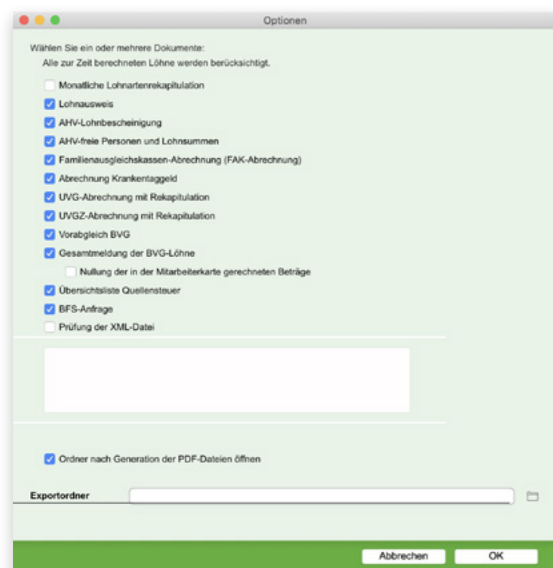 Optionen
Wählen Sie ein oder mehrere Dokumente:
Alle zur Zeit berechneten Löhne werden berücksichtigt.
Monatliche Lohnartenrekapitulation
Lohnausweis
AHV-Lohnbescheinigung
AHV-freie Personen und Lohnsummen
Familienausgleichskassen-Abrechnung (FAK-Abrechnung)
Abrechnung Krankentaggeld
UVG-Abrechnung mit Rekapitulation
UVGZ-Abrechnung mit Rekapitulation
Vorabgleich BVG
Gesamtmeldung der BVG-Löhne
Nullung der in der Mitarbeiterkarte gerechneten Beträge
Übersichtsliste Quellensteuer
BFS-Anfrage
Prüfung der XML-Datei
Ordner nach Generation der PDF-Dateien öffnen
Exportordner
Abbrechen OK